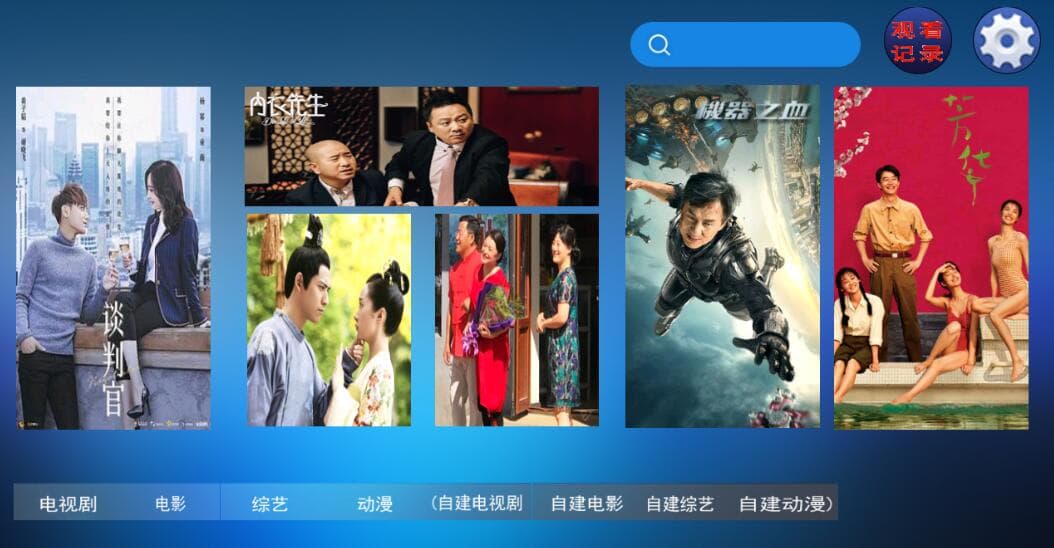 观着
记录
谈判官
内衣先生
機器之血
芳华
电视剧
电影
综艺
动漫
（自建电视剧
自建电影
自建综艺
自建动漫）